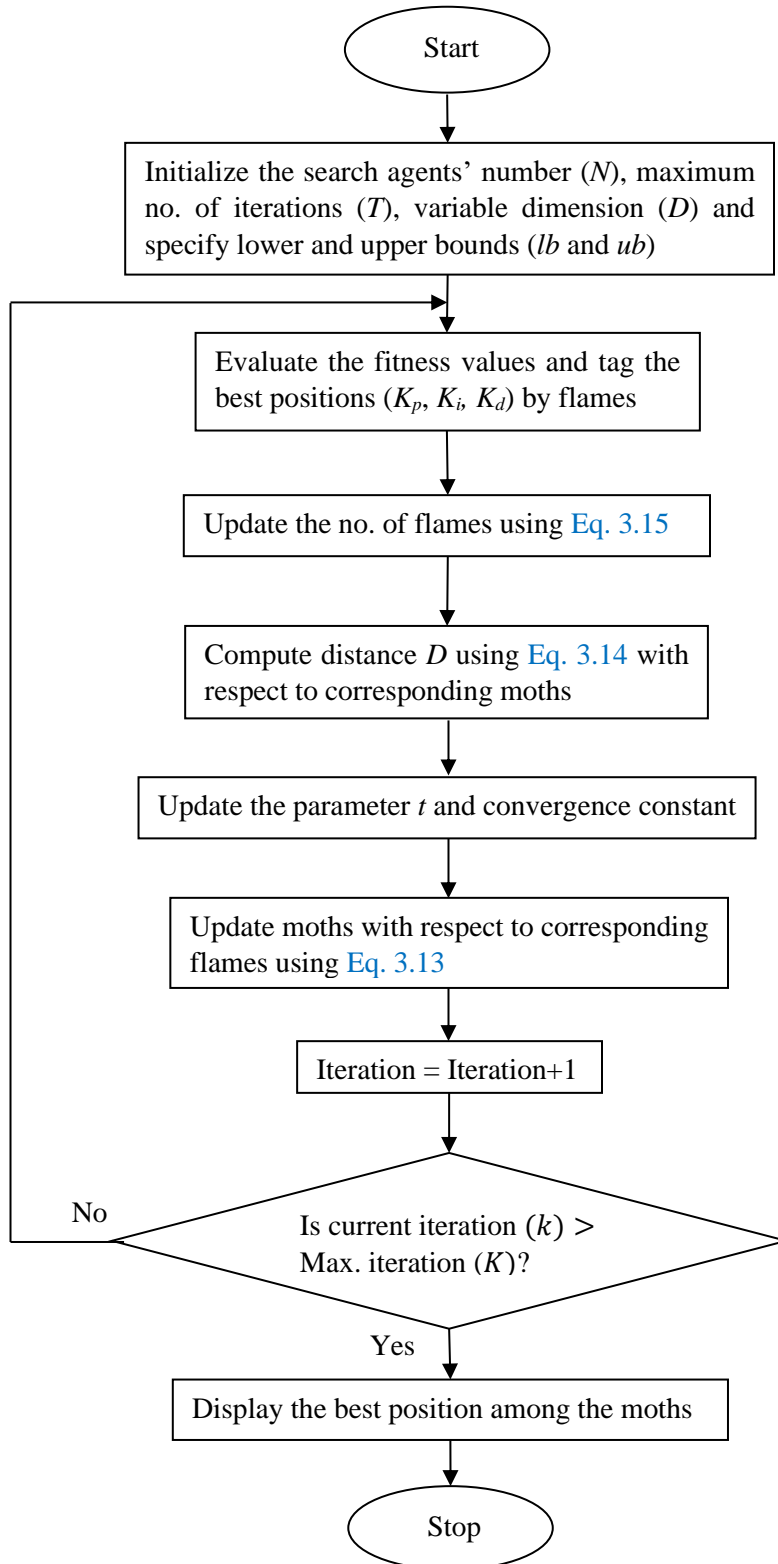 Start
Initialize the search agents’ number (N), maximum
no. of iterations (T), variable dimension (D) and
specify lower and upper bounds (lb and ub)
Evaluate the fitness values and tag the
best positions (Kp, Ki, Kd) by flames
Update the no. of flames using Eq. 3.15
Compute distance D using Eq. 3.14 with
respect to corresponding moths
Update the parameter t and convergence constant
Update moths with respect to corresponding
flames using Eq. 3.13
Iteration = Iteration+1
No
Is current iteration (k) >
Max. iteration (K)?
Yes
Display the best position among the moths
Stop